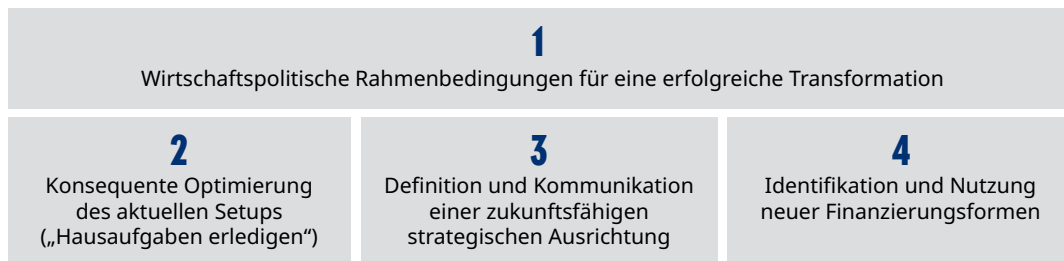 1
Wirtschaftspolitische Rahmenbedingungen für eine erfolgreiche Transformation
2
Konsequente Optimierung
des aktuellen Setups
(„Hausaufgaben erledigen“)
3
Definition und Kommunikation
einer zukunftsfähigen
strategischen Ausrichtung
4
Identifikation und Nutzung
neuer Finanzierungsformen